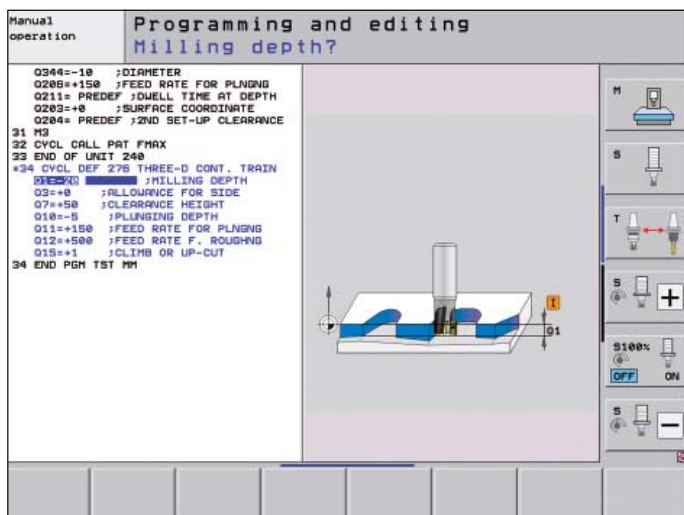 Manual
operation
Programming and editing
Milling depth?
Q344=-10 ;DIAMETER
Q206=+150 ;FEED RATE FOR PLNGNG
Q211= PREDEF ;DWELL TIME AT DEPTH
Q203=+0 ;SURFACE COORDINATE
Q204= PREDEF ;2ND SET-UP CLEARANCE
31 M3
32 CYCL CALL PAT FMAX
33 END OF UNIT 240
*34 CYCL DEF 276 THREE-D CONT. TRAIN
Q1=-20 ;MILLING DEPTH
Q3=+0 ;ALLOWANCE FOR SIDE
Q7=+50 ;CLEARANCE HEIGHT
Q10=-5 ;PLUNGING DEPTH
Q11=+150 ;FEED RATE FOR PLNGNG
Q12=+500 ;FEED RATE F. ROUGHNG
Q15=+1 ;CLIMB OR UP-CUT
34 END PGM TST MM
I
Q1
M
S
T
S
+
S100%
OFF ON
S
−